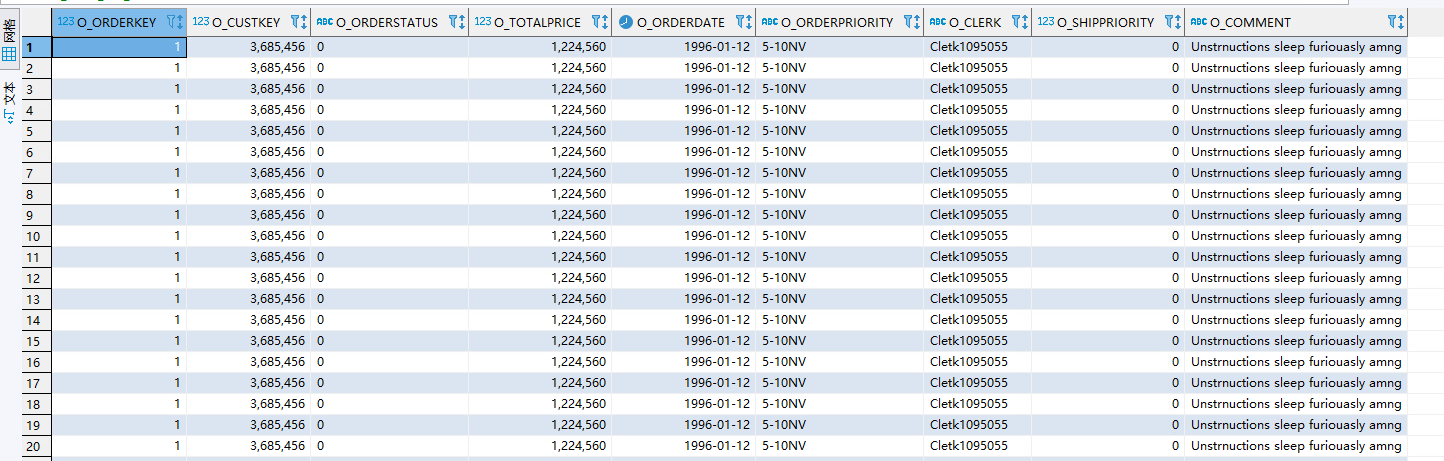 网格
文本
123 O_ORDERKEY 123 O_CUSTKEY ABC O_ORDERSTATUS 123 O_TOTALPRICE O_ORDERDATE ABC O_ORDERPRIORITY ABC O_CLERK 123 O_SHIPPRIORITY ABC O_COMMENT
1 1 3,685,456 0 1,224,560 1996-01-12 5-10NV Cletk1095055 0 Unstrnuctions sleep furiously amng
2 1 3,685,456 0 1,224,560 1996-01-12 5-10NV Cletk1095055 0 Unstrnuctions sleep furiously amng
3 1 3,685,456 0 1,224,560 1996-01-12 5-10NV Cletk1095055 0 Unstrnuctions sleep furiously amng
4 1 3,685,456 0 1,224,560 1996-01-12 5-10NV Cletk1095055 0 Unstrnuctions sleep furiously amng
5 1 3,685,456 0 1,224,560 1996-01-12 5-10NV Cletk1095055 0 Unstrnuctions sleep furiously amng
6 1 3,685,456 0 1,224,560 1996-01-12 5-10NV Cletk1095055 0 Unstrnuctions sleep furiously amng
7 1 3,685,456 0 1,224,560 1996-01-12 5-10NV Cletk1095055 0 Unstrnuctions sleep furiously amng
8 1 3,685,456 0 1,224,560 1996-01-12 5-10NV Cletk1095055 0 Unstrnuctions sleep furiously amng
9 1 3,685,456 0 1,224,560 1996-01-12 5-10NV Cletk1095055 0 Unstrnuctions sleep furiously amng
10 1 3,685,456 0 1,224,560 1996-01-12 5-10NV Cletk1095055 0 Unstrnuctions sleep furiously amng
11 1 3,685,456 0 1,224,560 1996-01-12 5-10NV Cletk1095055 0 Unstrnuctions sleep furiously amng
12 1 3,685,456 0 1,224,560 1996-01-12 5-10NV Cletk1095055 0 Unstrnuctions sleep furiously amng
13 1 3,685,456 0 1,224,560 1996-01-12 5-10NV Cletk1095055 0 Unstrnuctions sleep furiously amng
14 1 3,685,456 0 1,224,560 1996-01-12 5-10NV Cletk1095055 0 Unstrnuctions sleep furiously amng
15 1 3,685,456 0 1,224,560 1996-01-12 5-10NV Cletk1095055 0 Unstrnuctions sleep furiously amng
16 1 3,685,456 0 1,224,560 1996-01-12 5-10NV Cletk1095055 0 Unstrnuctions sleep furiously amng
17 1 3,685,456 0 1,224,560 1996-01-12 5-10NV Cletk1095055 0 Unstrnuctions sleep furiously amng
18 1 3,685,456 0 1,224,560 1996-01-12 5-10NV Cletk1095055 0 Unstrnuctions sleep furiously amng
19 1 3,685,456 0 1,224,560 1996-01-12 5-10NV Cletk1095055 0 Unstrnuctions sleep furiously amng
20 1 3,685,456 0 1,224,560 1996-01-12 5-10NV Cletk1095055 0 Unstrnuctions sleep furiously amng